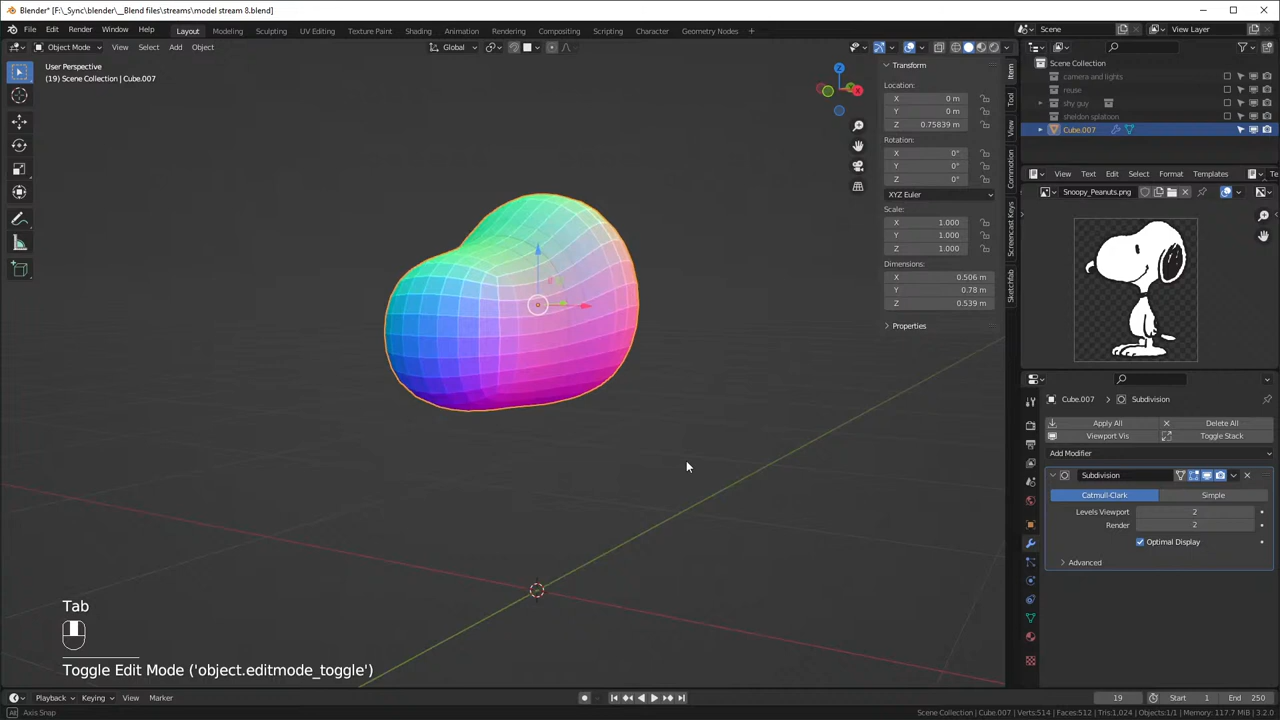 Blender* [F:\_Sync\blender\__Blend files\streams\model stream 8.blend]
File Edit Render Window Help Layout Modeling Sculpting UV Editing Texture Paint Shading Animation Rendering Compositing Scripting Character Geometry Nodes + Scene View Layer
Object Mode View Select Add Object Global
User Perspective
(19) Scene Collection | Cube.007
Z
X
Transform
Location:
X 0 m
Y 0 m
Z 0.75839 m
Rotation:
X 0°
Y 0°
Z 0°
XYZ Euler
Scale:
X 1.000
Y 1.000
Z 1.000
Dimensions:
X 0.506 m
Y 0.78 m
Z 0.539 m
Properties
Item
Tool
View
Commotion
Screencast Keys
Sketchfab
Scene Collection
camera and lights
reuse
shy guy
sheldon splatoon
Cube.007
View Text Edit Select Format Templates
Snoopy_Peanuts.png
Cube.007 > Subdivision
Apply All Delete All
Viewport Vis Toggle Stack
Add Modifier
Subdivision
Catmull-Clark Simple
Levels Viewport 2
Render 2
Optimal Display
Advanced
Tab
Toggle Edit Mode ('object.editmode_toggle')
Playback Keying View Marker 19 Start 1 End 250
Axis Snap Scene Collection | Cube.007 | Verts:514 | Faces:512 | Tris:1,024 | Objects:1/1 | Memory: 117.7 MiB | 3.2.0